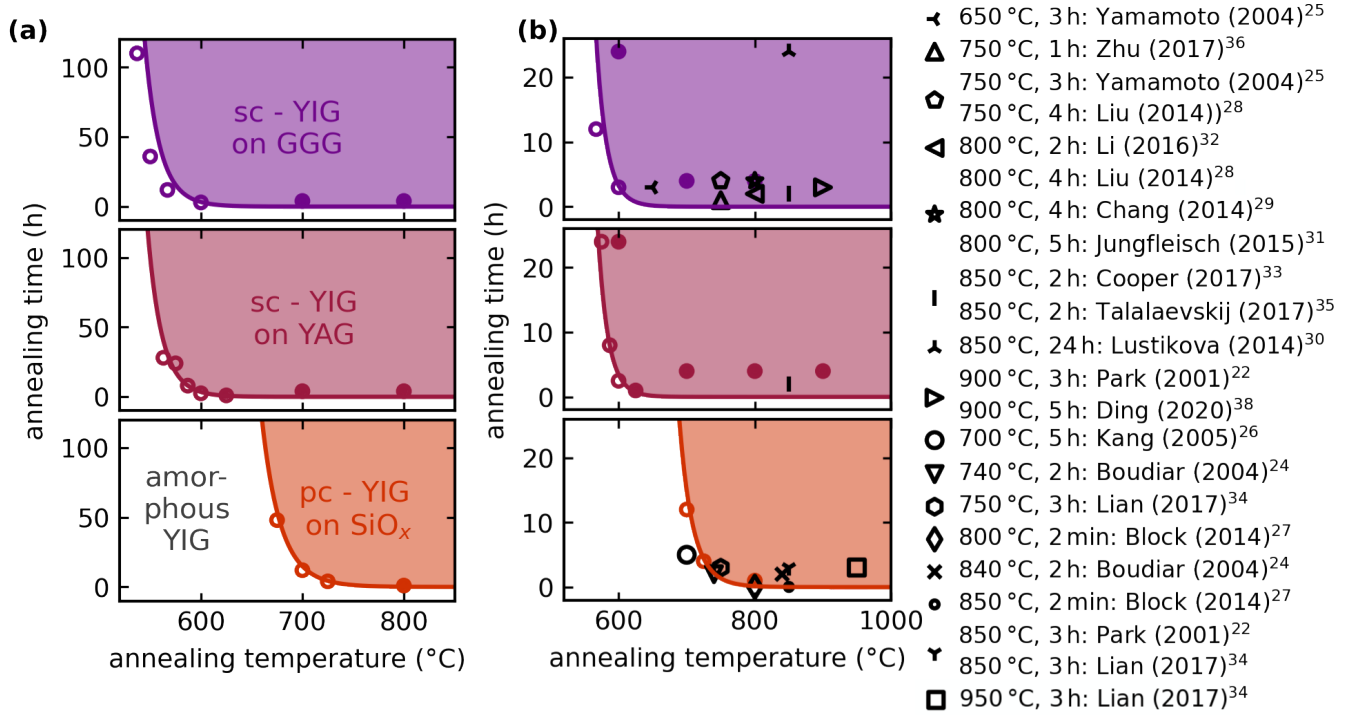 (a)
annealing time (h)
100
50
0
sc - YIG
on GGG
100
50
0
sc - YIG
on YAG
100
50
0
amor-
phous
YIG
pc - YIG
on SiOₓ
600 700 800
annealing temperature (°C)
(b)
annealing time (h)
20
10
0
20
10
0
20
10
0
600 800 1000
annealing temperature (°C)
650 °C, 3 h: Yamamoto (2004)²⁵
750 °C, 1 h: Zhu (2017)³⁶
750 °C, 3 h: Yamamoto (2004)²⁵
750 °C, 4 h: Liu (2014))²⁸
800 °C, 2 h: Li (2016)³²
800 °C, 4 h: Liu (2014)²⁸
800 °C, 4 h: Chang (2014)²⁹
800 °C, 5 h: Jungfleisch (2015)³¹
850 °C, 2 h: Cooper (2017)³³
850 °C, 2 h: Talalaevskij (2017)³⁵
850 °C, 24 h: Lustikova (2014)³⁰
900 °C, 3 h: Park (2001)²²
900 °C, 5 h: Ding (2020)³⁸
700 °C, 5 h: Kang (2005)²⁶
740 °C, 2 h: Boudiar (2004)²⁴
750 °C, 3 h: Lian (2017)³⁴
800 °C, 2 min: Block (2014)²⁷
840 °C, 2 h: Boudiar (2004)²⁴
850 °C, 2 min: Block (2014)²⁷
850 °C, 3 h: Park (2001)²²
850 °C, 3 h: Lian (2017)³⁴
950 °C, 3 h: Lian (2017)³⁴